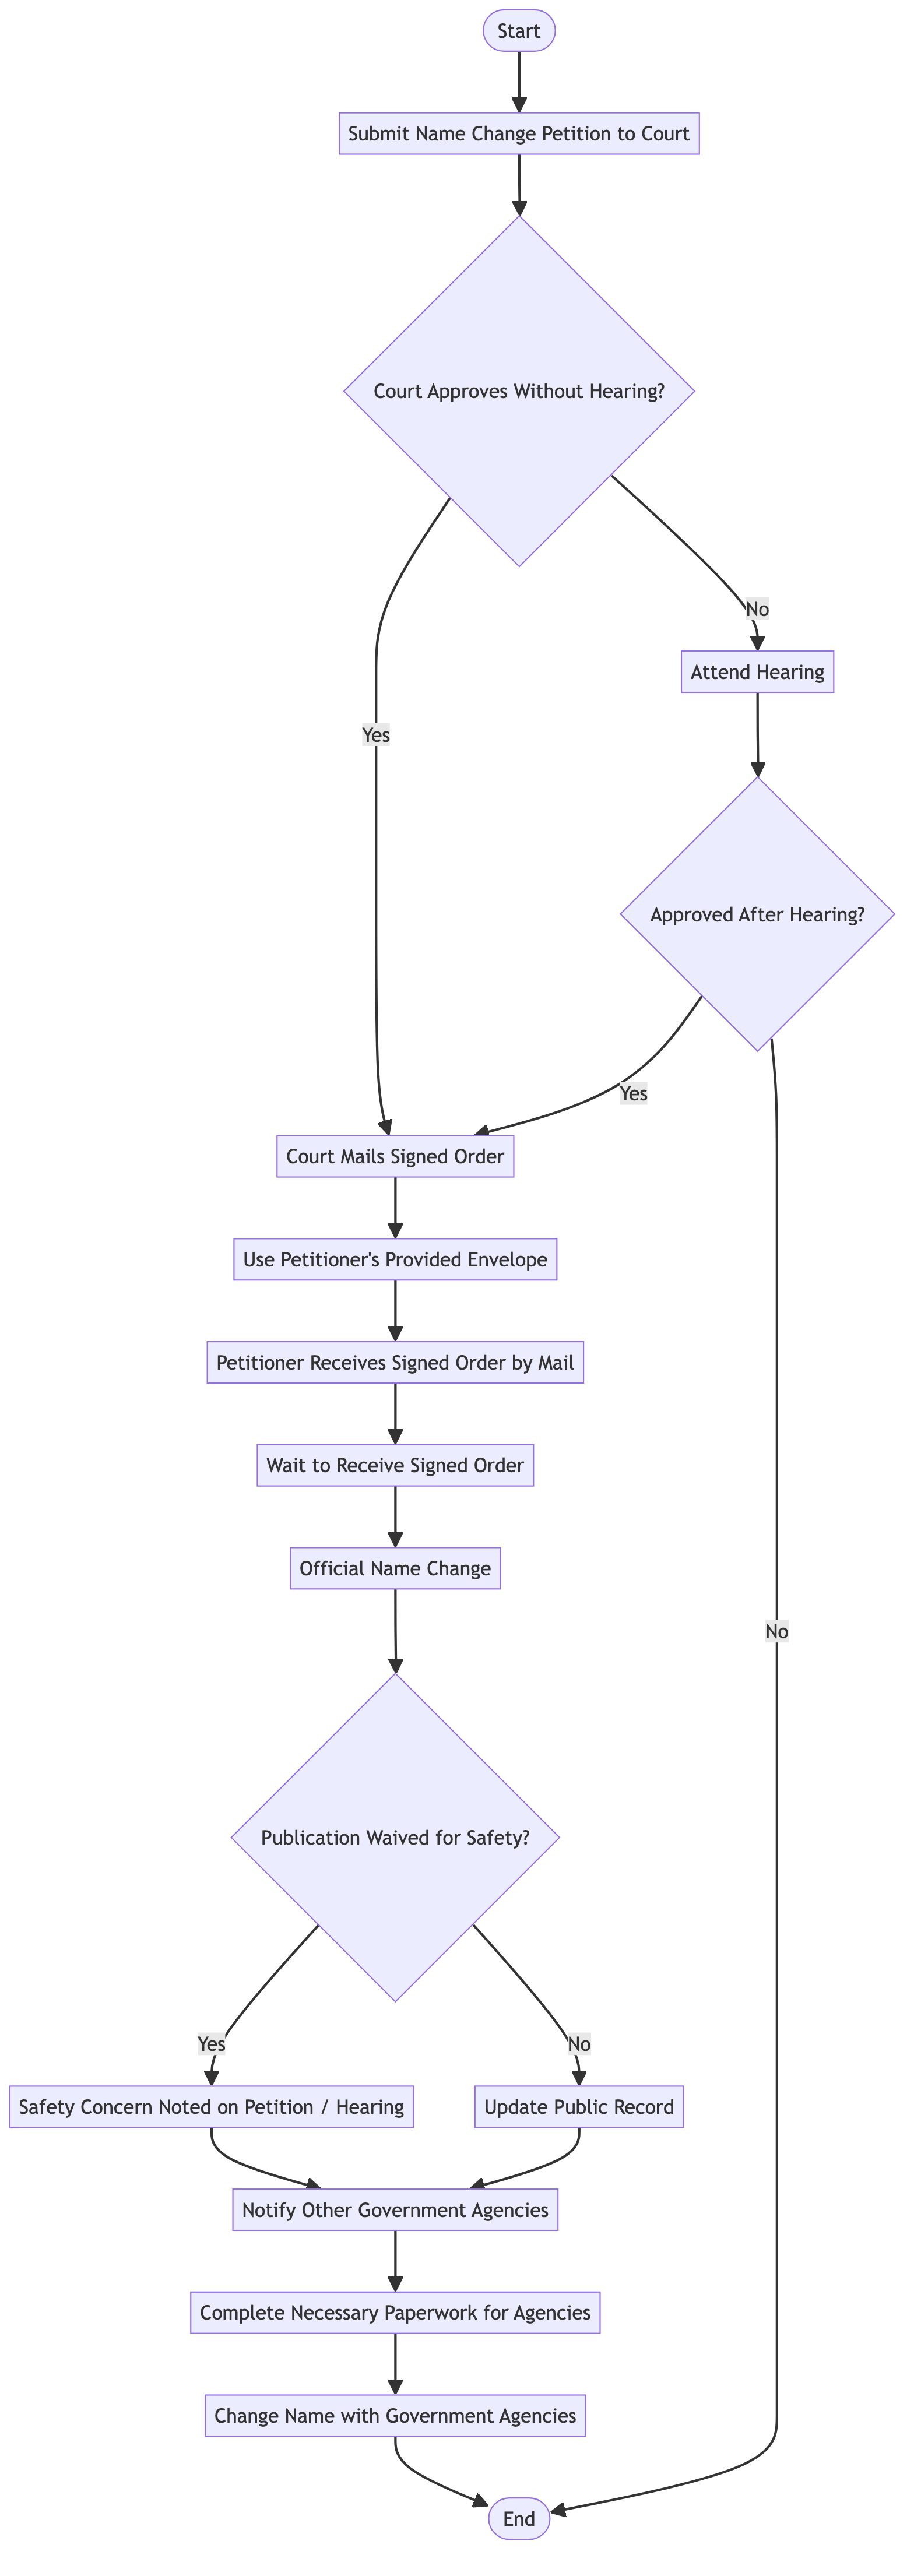 Start
Submit Name Change Petition to Court
Court Approves Without Hearing?
No
Attend Hearing
Yes
Approved After Hearing?
Yes
Court Mails Signed Order
Use Petitioner's Provided Envelope
Petitioner Receives Signed Order by Mail
Wait to Receive Signed Order
Official Name Change
No
Publication Waived for Safety?
Yes
No
Safety Concern Noted on Petition / Hearing
Update Public Record
Notify Other Government Agencies
Complete Necessary Paperwork for Agencies
Change Name with Government Agencies
End